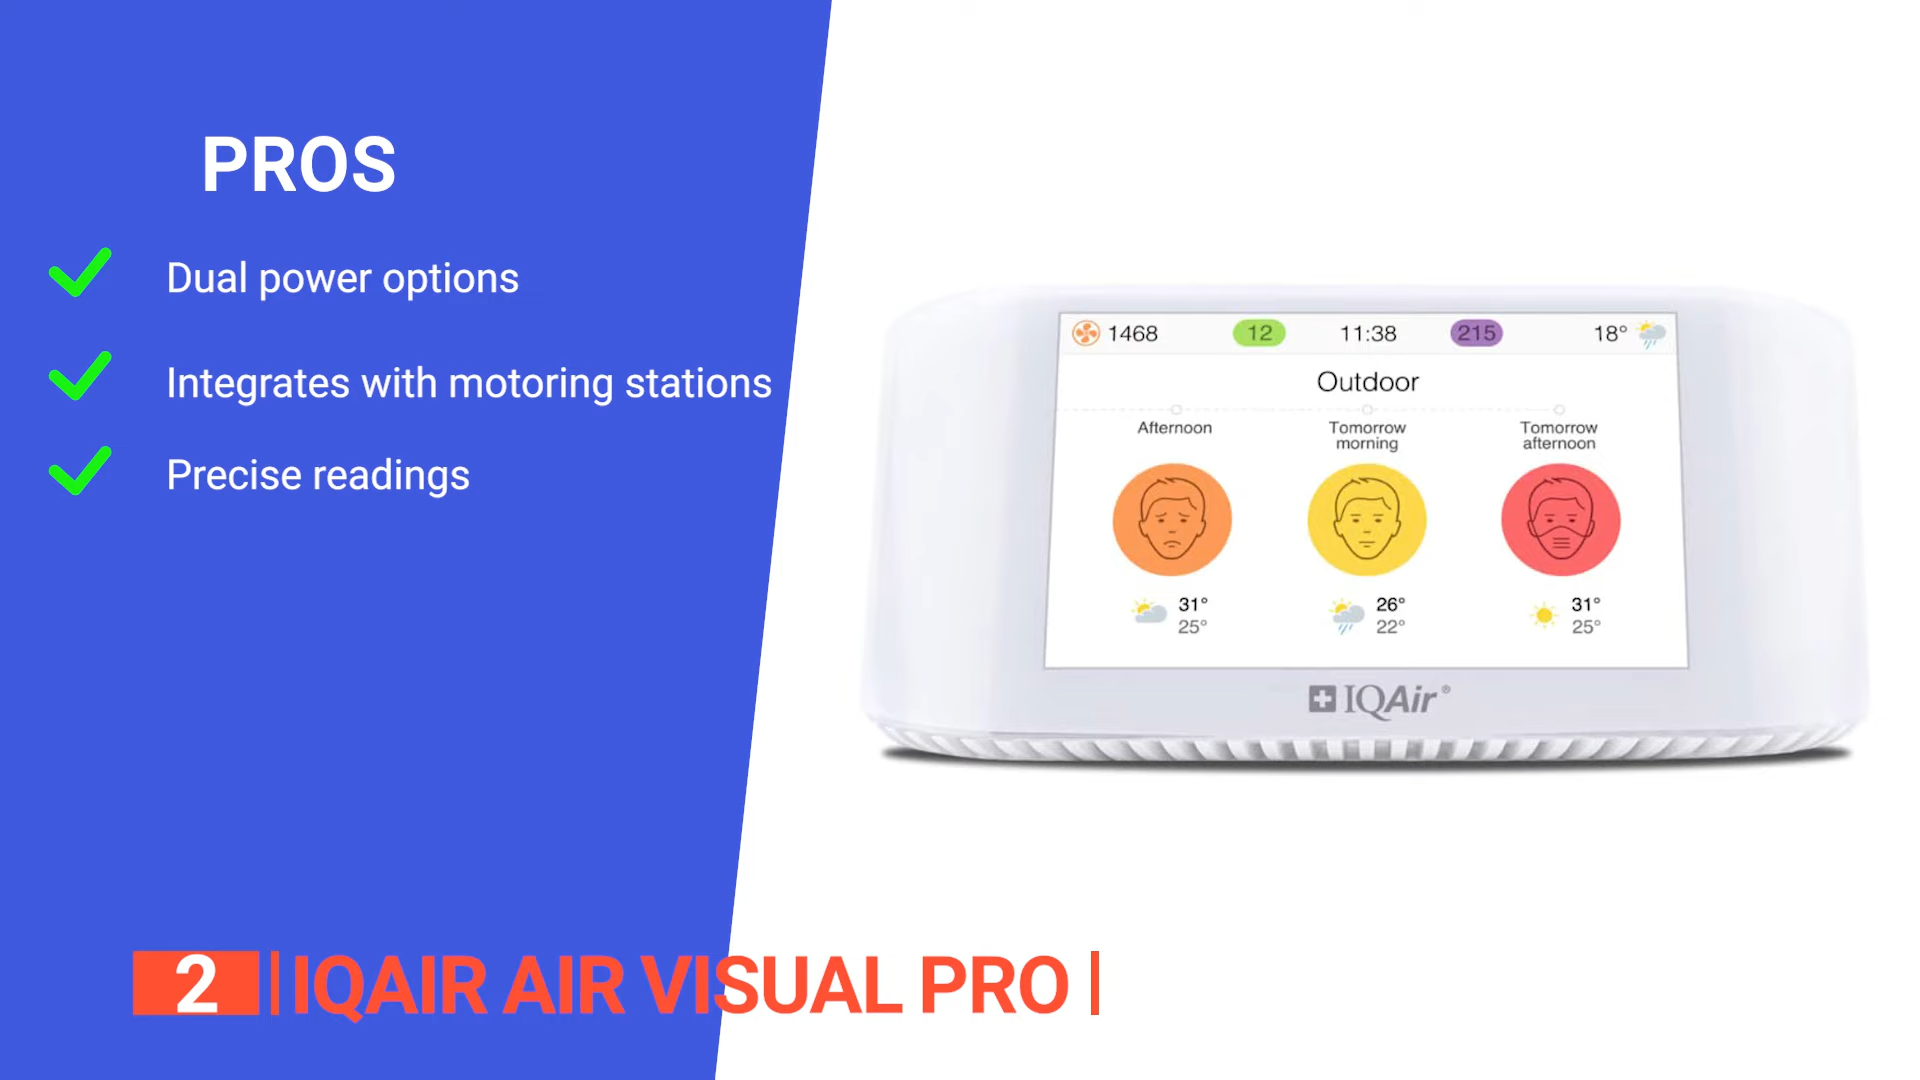 PROS
Dual power options
Integrates with motoring stations
Precise readings
1468 12 11:38 215 18°
Outdoor
Afternoon
Tomorrow morning
Tomorrow afternoon
31°
25°
26°
22°
31°
25°
IQAir®
2 | IQAIR AIR VISUAL PRO |